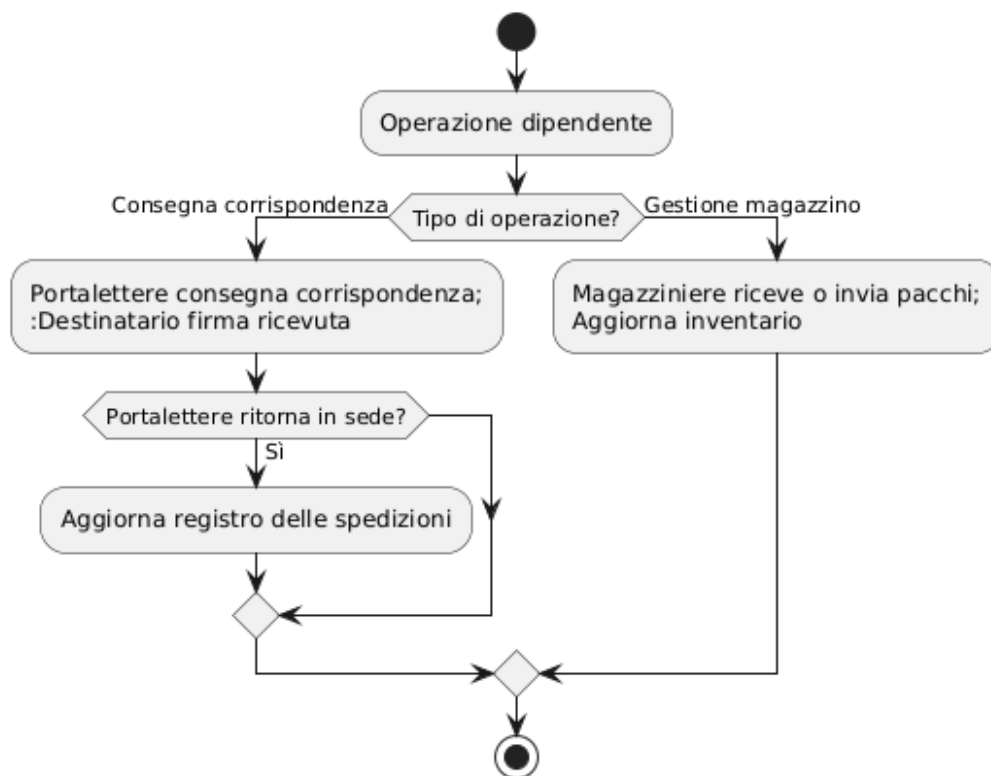 Operazione dipendente
Consegna corrispondenza
Tipo di operazione?
Gestione magazzino
Portalettere consegna corrispondenza;
:Destinatario firma ricevuta
Magazziniere riceve o invia pacchi;
Aggiorna inventario
Portalettere ritorna in sede?
Sì
Aggiorna registro delle spedizioni